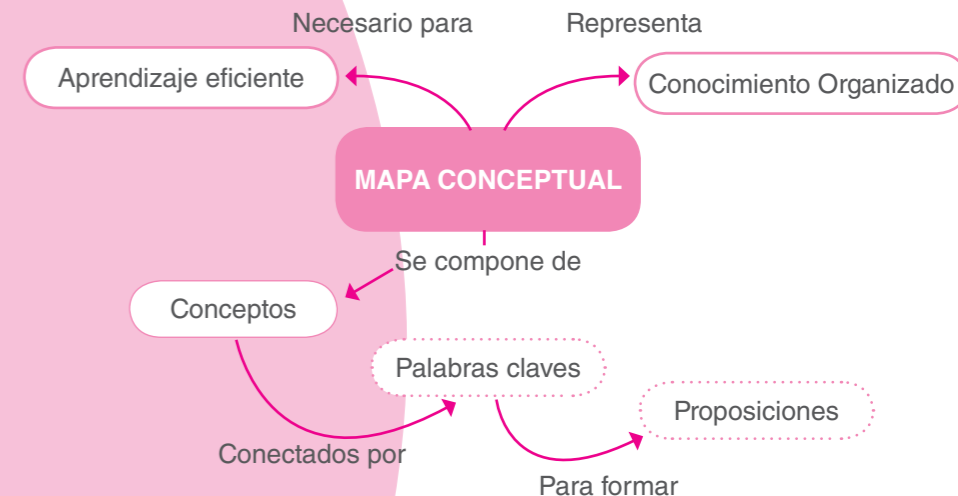 Necesario para
Representa
Aprendizaje eficiente
Conocimiento Organizado
MAPA CONCEPTUAL
Se compone de
Conceptos
Palabras claves
Proposiciones
Conectados por
Para formar